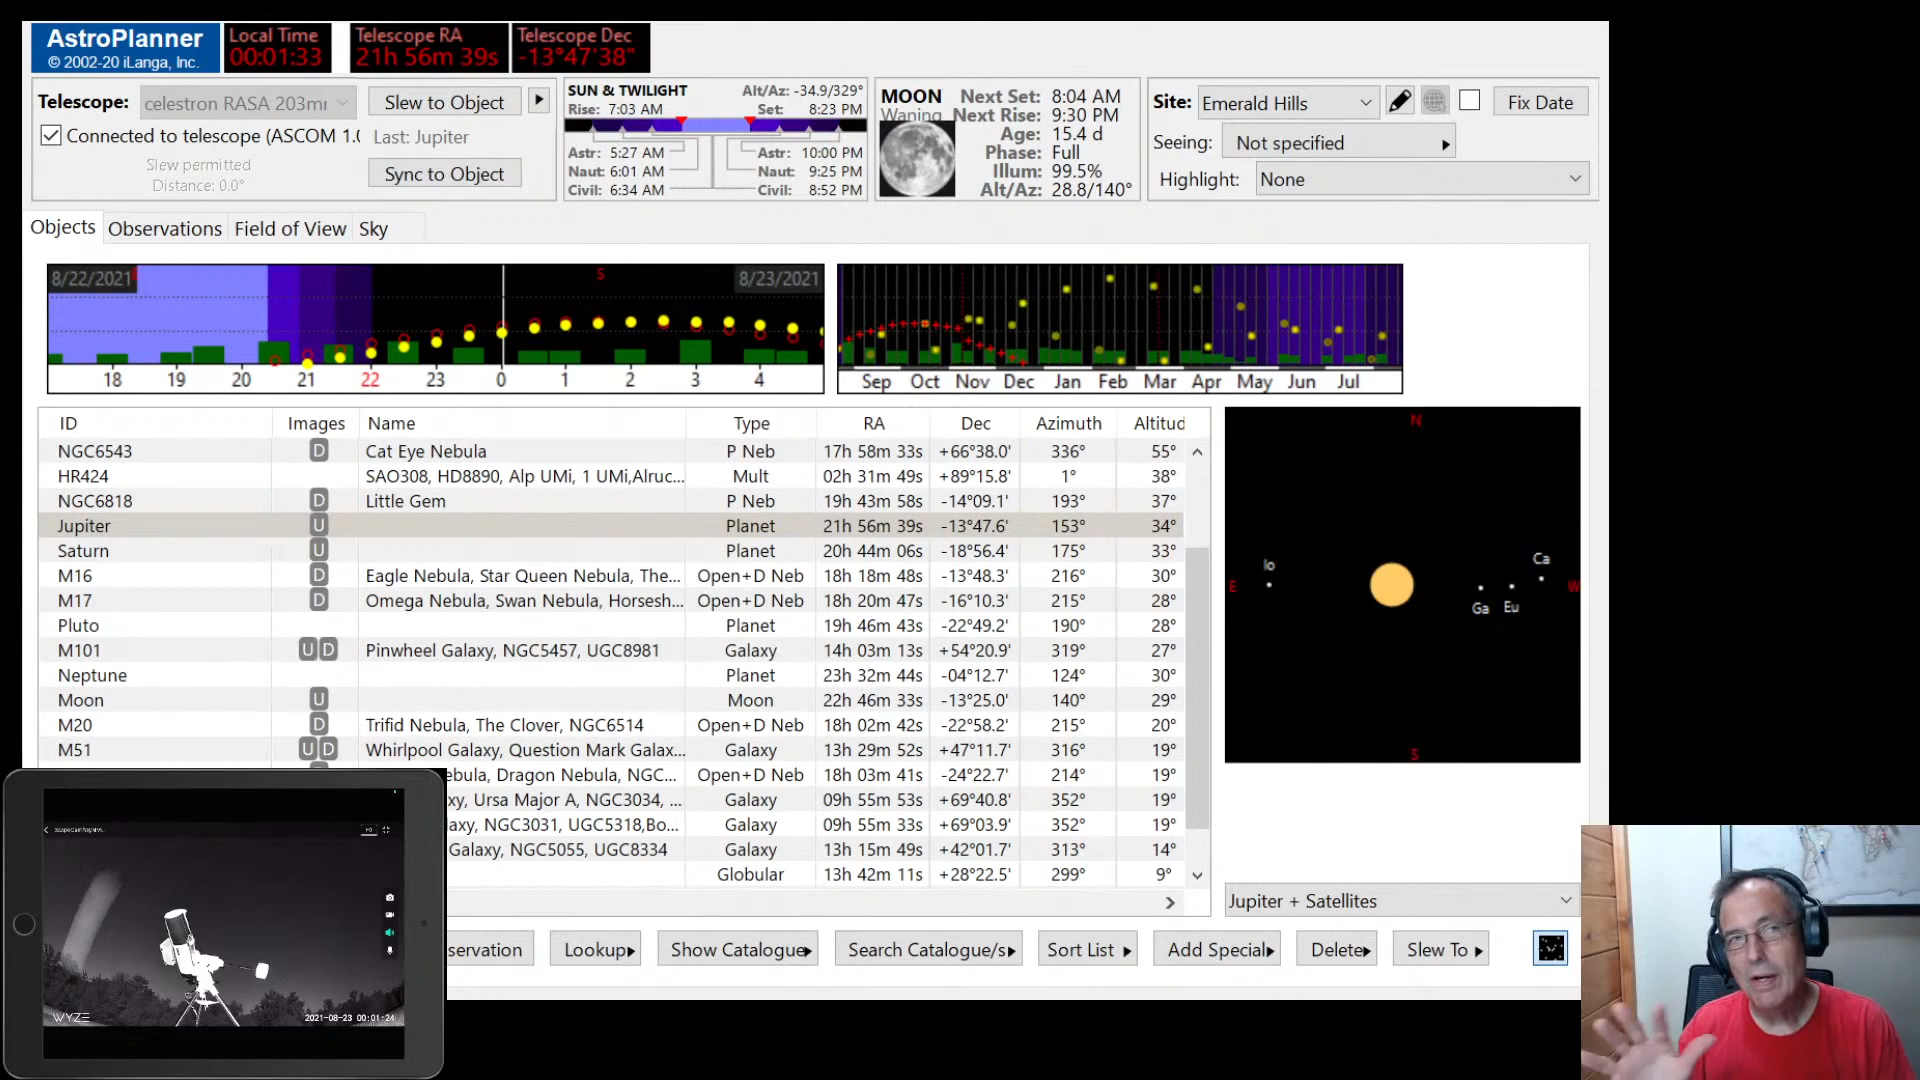 AstroPlanner
© 2002-20 iLanga, Inc.
Local Time
00:01:33
Telescope RA
21h 56m 39s
Telescope Dec
-13°47'38"
Telescope:
celestron RASA 203mr
Slew to Object
Connected to telescope (ASCOM 1.0
Last: Jupiter
Slew permitted
Distance: 0.0°
Sync to Object
SUN & TWILIGHT
Alt/Az: -34.9/329°
Rise: 7:03 AM
Set: 8:23 PM
Astr: 5:27 AM
Astr: 10:00 PM
Naut: 6:01 AM
Naut: 9:25 PM
Civil: 6:34 AM
Civil: 8:52 PM
MOON
Waning
Next Set: 8:04 AM
Next Rise: 9:30 PM
Age: 15.4 d
Phase: Full
Illum: 99.5%
Alt/Az: 28.8/140°
Site: Emerald Hills
Fix Date
Seeing: Not specified
Highlight: None
Objects Observations Field of View Sky
8/22/2021 S 8/23/2021
18 19 20 21 22 23 0 1 2 3 4
Sep Oct Nov Dec Jan Feb Mar Apr May Jun Jul
ID Images Name Type RA Dec Azimuth Altitud
NGC6543 D Cat Eye Nebula P Neb 17h 58m 33s +66°38.0' 336° 55°
HR424 SAO308, HD8890, Alp UMi, 1 UMi,Alruc... Mult 02h 31m 49s +89°15.8' 1° 38°
NGC6818 D Little Gem P Neb 19h 43m 58s -14°09.1' 193° 37°
Jupiter U Planet 21h 56m 39s -13°47.6' 153° 34°
Saturn U Planet 20h 44m 06s -18°56.4' 175° 33°
M16 D Eagle Nebula, Star Queen Nebula, The... Open+D Neb 18h 18m 48s -13°48.3' 216° 30°
M17 D Omega Nebula, Swan Nebula, Horsesh... Open+D Neb 18h 20m 47s -16°10.3' 215° 28°
Pluto Planet 19h 46m 43s -22°49.2' 190° 28°
M101 U D Pinwheel Galaxy, NGC5457, UGC8981 Galaxy 14h 03m 13s +54°20.9' 319° 27°
Neptune Planet 23h 32m 44s -04°12.7' 124° 30°
Moon U Moon 22h 46m 33s -13°25.0' 140° 29°
M20 D Trifid Nebula, The Clover, NGC6514 Open+D Neb 18h 02m 42s -22°58.2' 215° 20°
M51 U D Whirlpool Galaxy, Question Mark Galax... Galaxy 13h 29m 52s +47°11.7' 316° 19°
ebula, Dragon Nebula, NGC... Open+D Neb 18h 03m 41s -24°22.7' 214° 19°
xy, Ursa Major A, NGC3034, ... Galaxy 09h 55m 53s +69°40.8' 352° 19°
laxy, NGC3031, UGC5318,Bo... Galaxy 09h 55m 33s +69°03.9' 352° 19°
Galaxy, NGC5055, UGC8334 Galaxy 13h 15m 49s +42°01.7' 313° 14°
Globular 13h 42m 11s +28°22.5' 299° 9°
N
Io
Ca
E
W
Ga Eu
S
Jupiter + Satellites
servation Lookup Show Catalogue Search Catalogue/s Sort List Add Special Delete Slew To
WYZE 2021-08-23 00:01:24